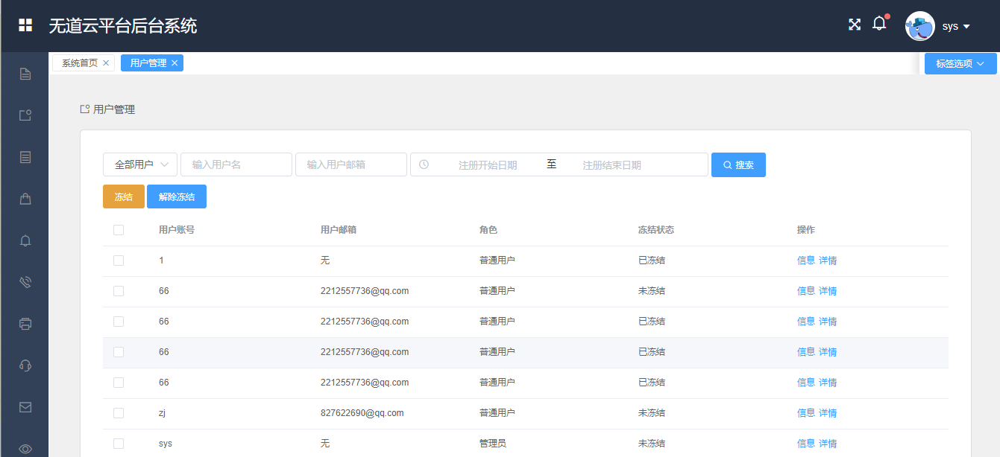 无道云平台后台系统
sys
系统首页 用户管理 标签选项
用户管理
全部用户 输入用户名 输入用户邮箱 注册开始日期 至 注册结束日期 搜索
冻结 解除冻结
用户账号 用户邮箱 角色 冻结状态 操作
1 无 普通用户 已冻结 信息 详情
66 2212557736@qq.com 普通用户 未冻结 信息 详情
66 2212557736@qq.com 普通用户 已冻结 信息 详情
66 2212557736@qq.com 普通用户 已冻结 信息 详情
66 2212557736@qq.com 普通用户 已冻结 信息 详情
zj 827622690@qq.com 普通用户 未冻结 信息 详情
sys 无 管理员 未冻结 信息 详情